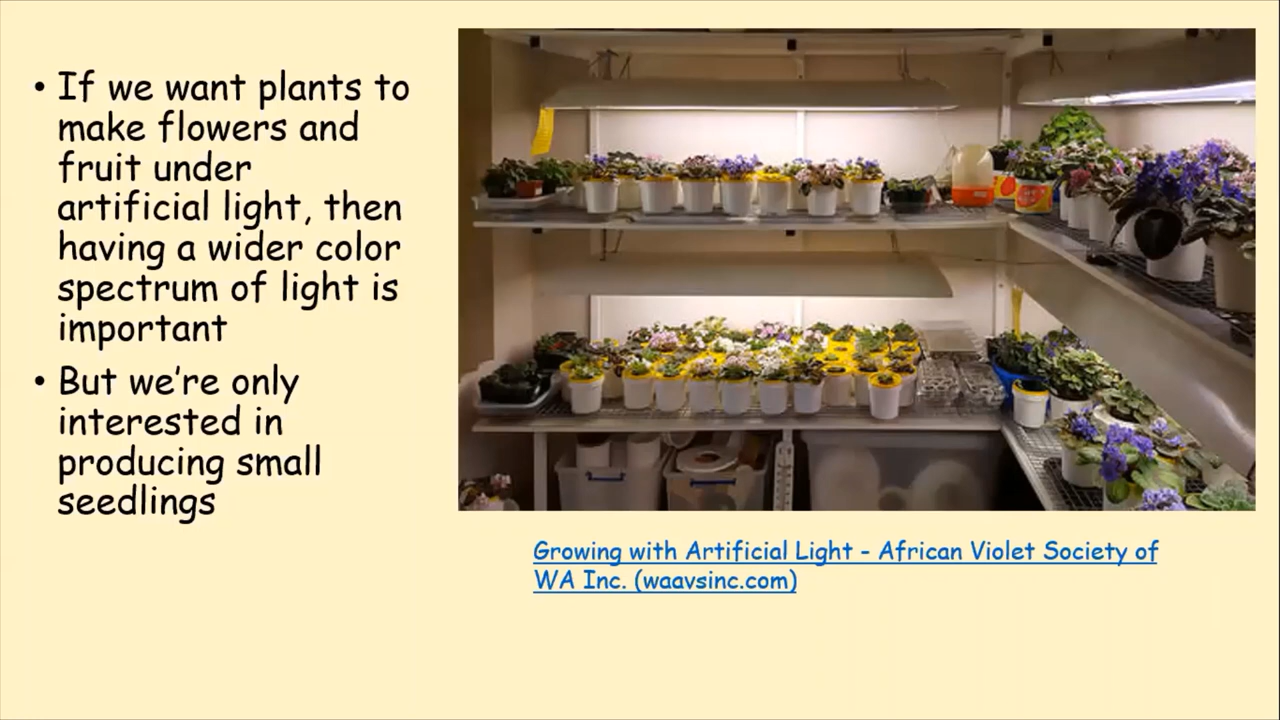 • If we want plants to
make flowers and
fruit under
artificial light, then
having a wider color
spectrum of light is
important
• But we’re only
interested in
producing small
seedlings
Growing with Artificial Light - African Violet Society of
WA Inc. (waavsinc.com)